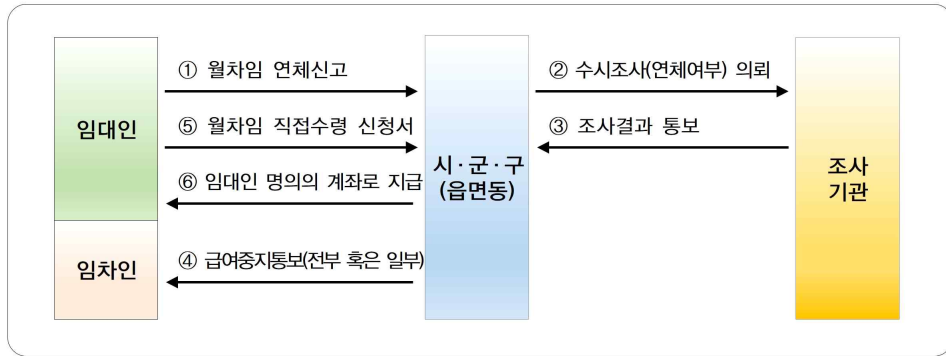 ① 월차임 연체신고
② 수시조사(연체여부) 의뢰
임대인
⑤ 월차임 직접수령 신청서
③ 조사결과 통보
시·군·구
(읍면동)
조사
기관
⑥ 임대인 명의의 계좌로 지급
임차인
④ 급여중지통보(전부 혹은 일부)